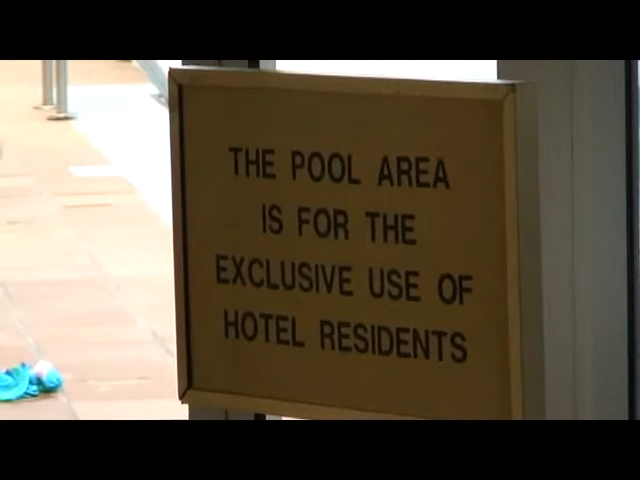 THE POOL AREA
IS FOR THE
EXCLUSIVE USE OF
HOTEL RESIDENTS